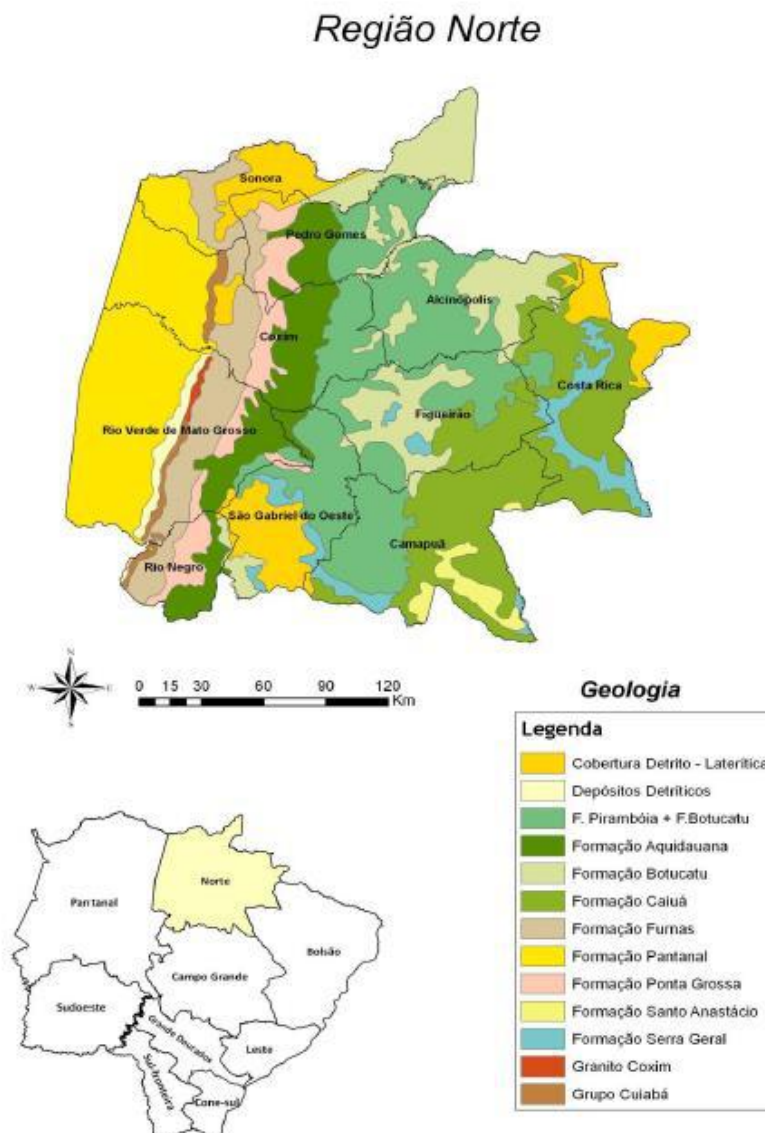 Região Norte
Sonora
Pedro Gomes
Alcinópolis
Coxim
Costa Rica
Figueirão
Rio Verde de Mato Grosso
São Gabriel do Oeste
Camapuã
Rio Negro
N
W E
S
0 15 30 60 90 120
Km
Geologia
Legenda
Cobertura Detrito - Laterítica
Depósitos Detríticos
F. Pirambóia + F.Botucatu
Formação Aquidauana
Formação Botucatu
Formação Caiuá
Formação Furnas
Formação Pantanal
Formação Ponta Grossa
Formação Santo Anastácio
Formação Serra Geral
Granito Coxim
Grupo Cuiabá
Norte
Pantanal
Bolsão
Campo Grande
Sudoeste
Grande Dourados
Leste
Sul-fronteira
Cone-sul